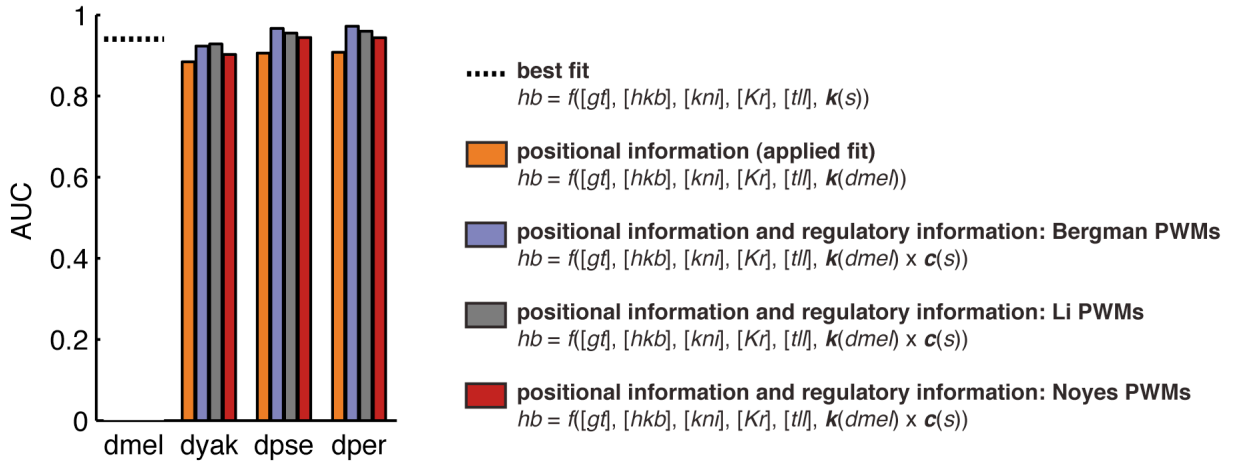 1
0.8
0.6
0.4
0.2
0
AUC
dmel
dyak
dpse
dper
best fit
hb = f([gt], [hkb], [kni], [Kr], [tll], k(s))
positional information (applied fit)
hb = f([gt], [hkb], [kni], [Kr], [tll], k(dmel))
positional information and regulatory information: Bergman PWMs
hb = f([gt], [hkb], [kni], [Kr], [tll], k(dmel) x c(s))
positional information and regulatory information: Li PWMs
hb = f([gt], [hkb], [kni], [Kr], [tll], k(dmel) x c(s))
positional information and regulatory information: Noyes PWMs
hb = f([gt], [hkb], [kni], [Kr], [tll], k(dmel) x c(s))